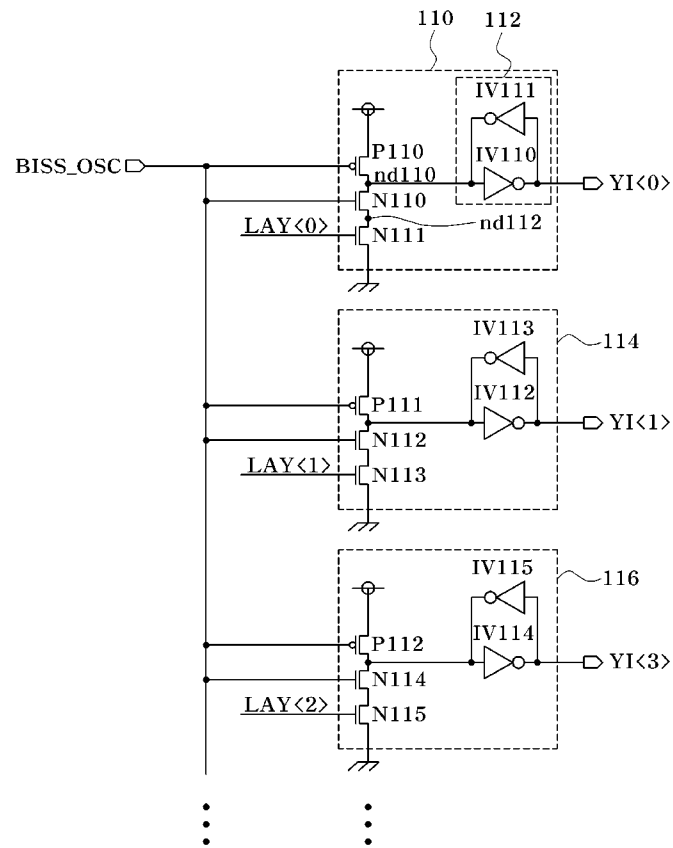 110
112
IV111
P110
BISS_OSC
nd110
IV110
YI<0>
N110
LAY<0>
nd112
N111
IV113
114
P111
IV112
YI<1>
N112
LAY<1>
N113
IV115
116
P112
IV114
YI<3>
N114
LAY<2>
N115